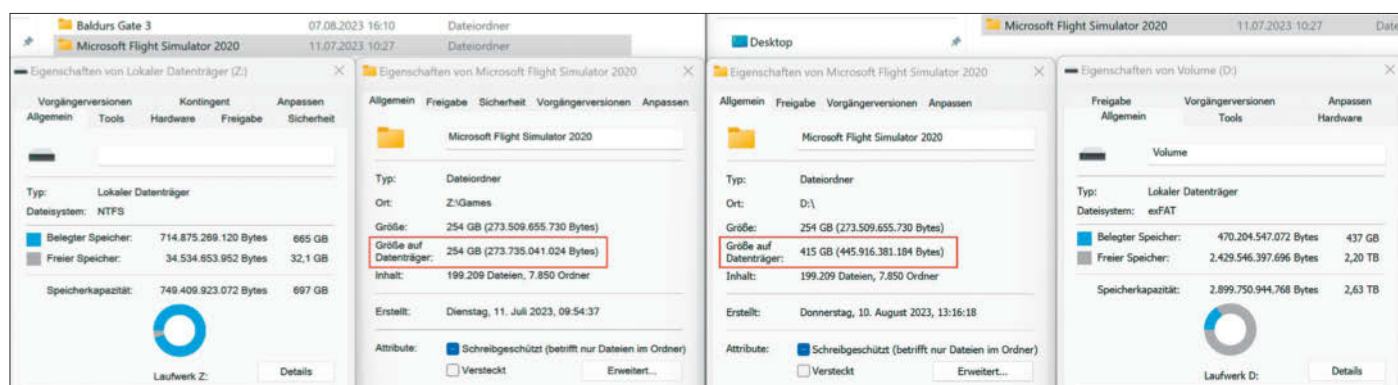 Baldurs Gate 3 07.08.2023 16:10 Dateiordner
Microsoft Flight Simulator 2020 11.07.2023 10:27 Dateiordner
Eigenschaften von Lokaler Datenträger (Z:)
Vorgängerversionen Kontingent Anpassen
Allgemein Tools Hardware Freigabe Sicherheit
Typ: Lokaler Datenträger
Dateisystem: NTFS
Belegter Speicher: 714.875.269.120 Bytes 665 GB
Freier Speicher: 34.534.653.952 Bytes 32,1 GB
Speicherkapazität: 749.409.923.072 Bytes 697 GB
Laufwerk Z: Details
Eigenschaften von Microsoft Flight Simulator 2020
Allgemein Freigabe Sicherheit Vorgängerversionen Anpassen
Microsoft Flight Simulator 2020
Typ: Dateiordner
Ort: Z:\Games
Größe: 254 GB (273.509.655.730 Bytes)
Größe auf
Datenträger: 254 GB (273.735.041.024 Bytes)
Inhalt: 199.209 Dateien, 7.850 Ordner
Erstellt: Dienstag, 11. Juli 2023, 09:54:37
Attribute: Schreibgeschützt (betrifft nur Dateien im Ordner)
Versteckt Erweitert...
Desktop
Microsoft Flight Simulator 2020 11.07.2023 10:27 Date
Eigenschaften von Microsoft Flight Simulator 2020
Allgemein Freigabe Vorgängerversionen Anpassen
Microsoft Flight Simulator 2020
Typ: Dateiordner
Ort: D:\
Größe: 254 GB (273.509.655.730 Bytes)
Größe auf
Datenträger: 415 GB (445.916.381.184 Bytes)
Inhalt: 199.209 Dateien, 7.850 Ordner
Erstellt: Donnerstag, 10. August 2023, 13:16:18
Attribute: Schreibgeschützt (betrifft nur Dateien im Ordner)
Versteckt Erweitert...
Eigenschaften von Volume (D:)
Freigabe Vorgängerversionen Anpassen
Allgemein Tools Hardware
Volume
Typ: Lokaler Datenträger
Dateisystem: exFAT
Belegter Speicher: 470.204.547.072 Bytes 437 GB
Freier Speicher: 2.429.546.397.696 Bytes 2,20 TB
Speicherkapazität: 2.899.750.944.768 Bytes 2,63 TB
Laufwerk D: Details